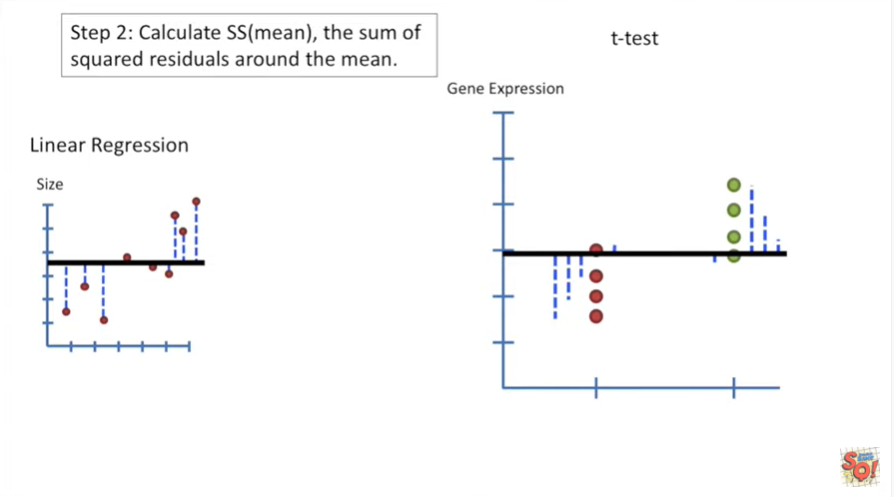 Step 2: Calculate SS(mean), the sum of
squared residuals around the mean.
t-test
Gene Expression
Linear Regression
Size
SQ!